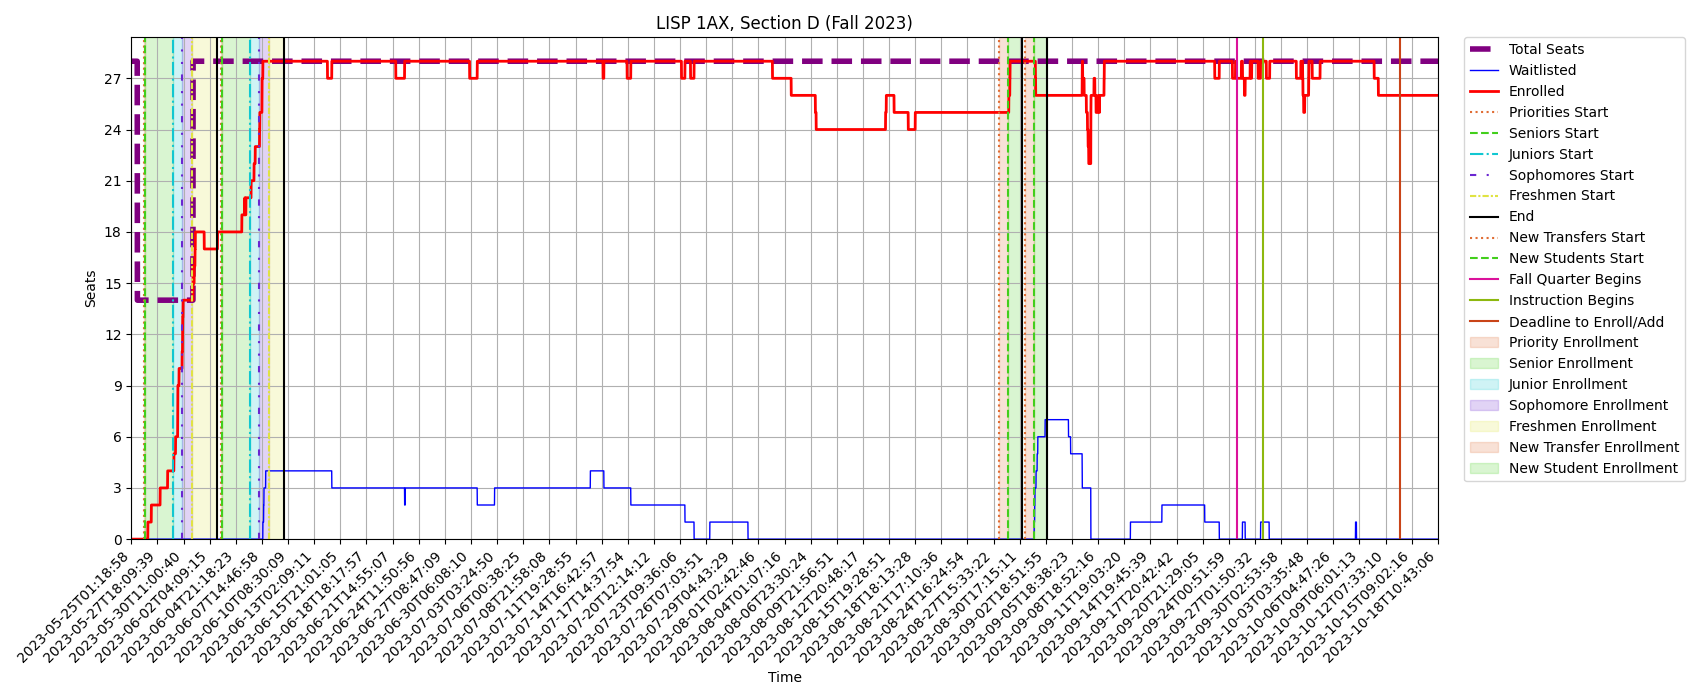 LISP 1AX, Section D (Fall 2023)
Seats
27
24
21
18
15
12
9
6
3
0
2023-05-25T01:18:58
2023-05-27T18:09:39
2023-05-30T11:00:40
2023-06-02T04:09:15
2023-06-04T21:18:23
2023-06-07T14:46:58
2023-06-10T08:30:09
2023-06-13T02:09:11
2023-06-15T21:01:05
2023-06-18T18:17:57
2023-06-21T14:55:07
2023-06-24T11:50:56
2023-06-27T08:47:09
2023-06-30T06:08:10
2023-07-03T03:24:50
2023-07-06T00:38:25
2023-07-08T21:58:08
2023-07-11T19:28:55
2023-07-14T16:42:57
2023-07-17T14:37:54
2023-07-20T12:14:12
2023-07-23T09:36:06
2023-07-26T07:03:51
2023-07-29T04:43:29
2023-08-01T02:42:46
2023-08-04T01:07:16
2023-08-06T23:30:24
2023-08-09T21:56:51
2023-08-12T20:48:17
2023-08-15T19:28:51
2023-08-18T18:13:28
2023-08-21T17:10:36
2023-08-24T16:24:54
2023-08-27T15:33:22
2023-08-30T17:15:11
2023-09-02T18:51:55
2023-09-05T18:38:23
2023-09-08T18:52:16
2023-09-11T19:03:20
2023-09-14T19:45:39
2023-09-17T20:42:42
2023-09-20T21:29:05
2023-09-24T00:51:59
2023-09-27T01:50:32
2023-09-30T02:53:58
2023-10-03T03:35:48
2023-10-06T04:47:26
2023-10-09T06:01:13
2023-10-12T07:33:10
2023-10-15T09:02:16
2023-10-18T10:43:06
Time
Total Seats
Waitlisted
Enrolled
Priorities Start
Seniors Start
Juniors Start
Sophomores Start
Freshmen Start
End
New Transfers Start
New Students Start
Fall Quarter Begins
Instruction Begins
Deadline to Enroll/Add
Priority Enrollment
Senior Enrollment
Junior Enrollment
Sophomore Enrollment
Freshmen Enrollment
New Transfer Enrollment
New Student Enrollment